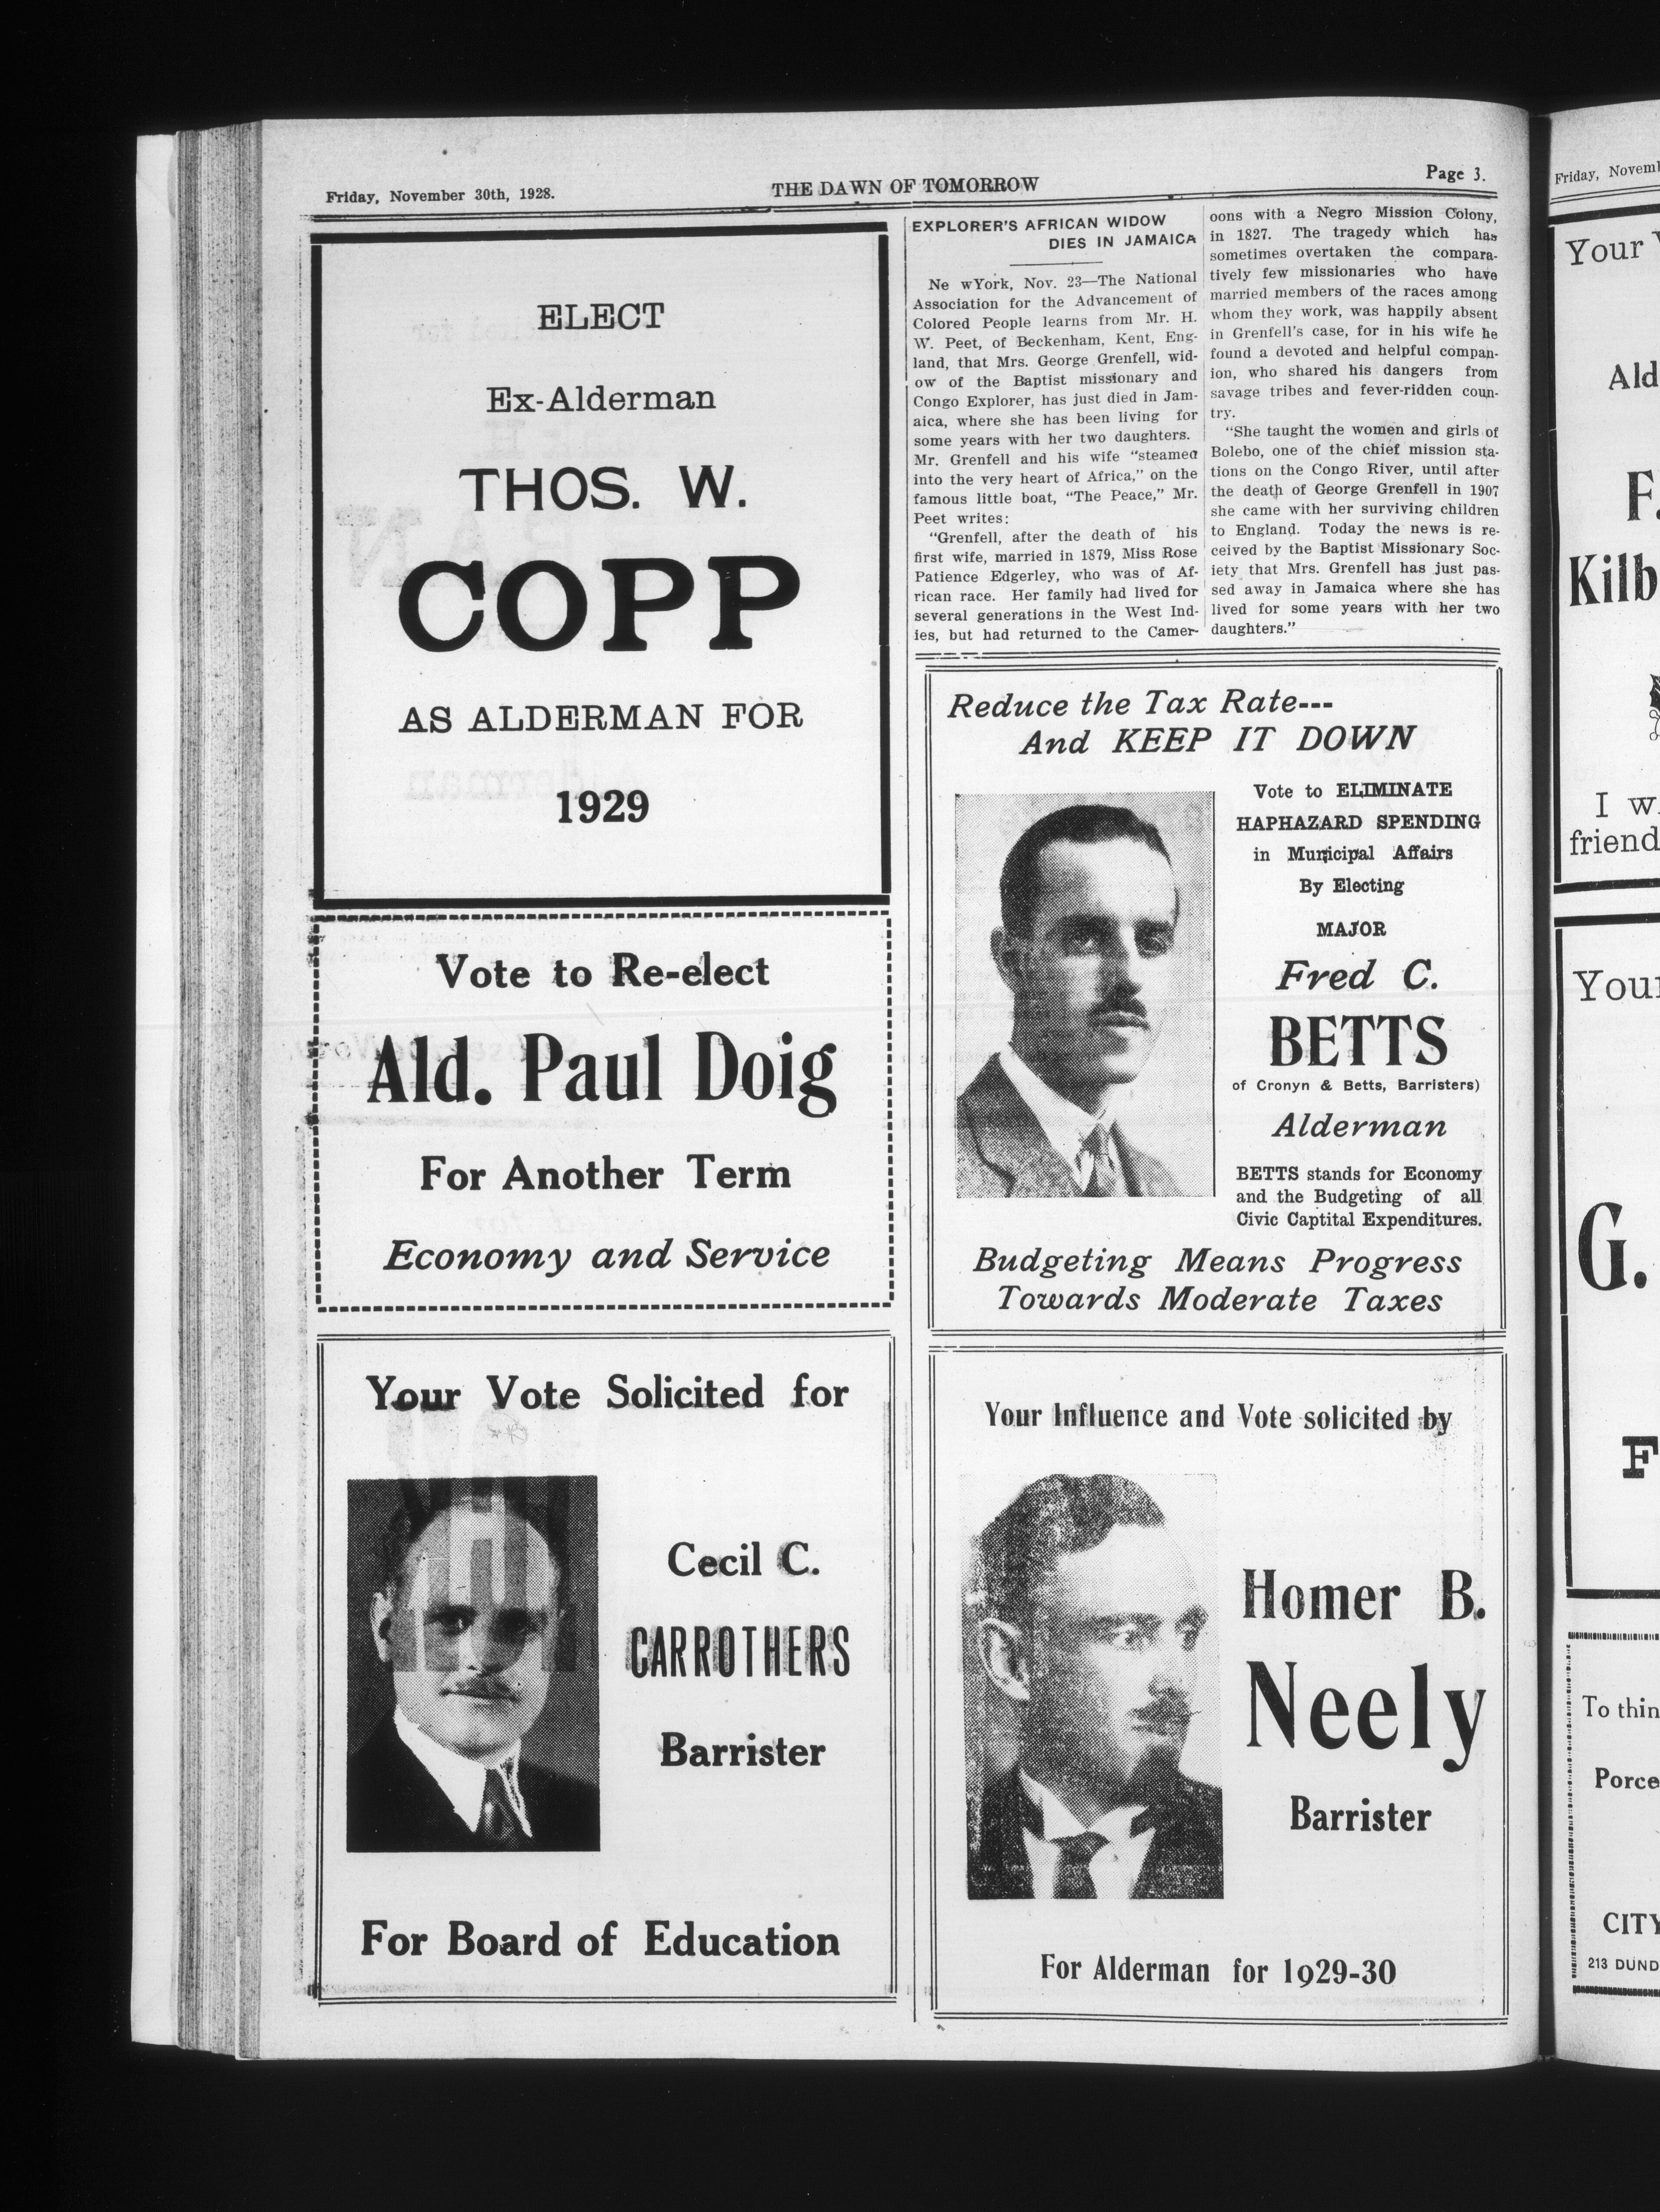 Friday, November 30th, 1928.
THE DAWN OF TOMORROW
Page 3.
ELECT
Ex-Alderman
THOS. W.
COPP
AS ALDERMAN FOR
1929
Vote to Re-elect
Ald. Paul Doig
For Another Term
Economy and Service
Your Vote Solicited for
Cecil C.
CARROTHERS
Barrister
For Board of Education
EXPLORER'S AFRICAN WIDOW
DIES IN JAMAICA
Ne wYork, Nov. 23—The National
Association for the Advancement of
Colored People learns from Mr. H.
W. Peet, of Beckenham, Kent, Eng-
land, that Mrs. George Grenfell, wid-
ow of the Baptist missionary and
Congo Explorer, has just died in Jam-
aica, where she has been living for
some years with her two daughters.
Mr. Grenfell and his wife "steamed
into the very heart of Africa," on the
famous little boat, "The Peace," Mr.
Peet writes:
"Grenfell, after the death of his
first wife, married in 1879, Miss Rose
Patience Edgerley, who was of Af-
rican race. Her family had lived for
several generations in the West Ind-
ies, but had returned to the Camer-
oons with a Negro Mission Colony,
in 1827. The tragedy which has
sometimes overtaken the compara-
tively few missionaries who have
married members of the races among
whom they work, was happily absent
in Grenfell's case, for in his wife he
found a devoted and helpful compan-
ion, who shared his dangers from
savage tribes and fever-ridden coun-
try.
"She taught the women and girls of
Bolebo, one of the chief mission sta-
tions on the Congo River, until after
the death of George Grenfell in 1907
she came with her surviving children
to England. Today the news is re-
ceived by the Baptist Missionary Soc-
iety that Mrs. Grenfell has just pas-
sed away in Jamaica where she has
lived for some years with her two
daughters."
Reduce the Tax Rate---
And KEEP IT DOWN
Vote to ELIMINATE
HAPHAZARD SPENDING
in Municipal Affairs
By Electing
MAJOR
Fred C.
BETTS
of Cronyn & Betts, Barristers)
Alderman
BETTS stands for Economy
and the Budgeting of all
Civic Captital Expenditures.
Budgeting Means Progress
Towards Moderate Taxes
Your Influence and Vote solicited by
Homer B.
Neely
Barrister
For Alderman for 1929-30
Friday,
Your
F.
I
friend
Your
G.
F
To
CITY
213